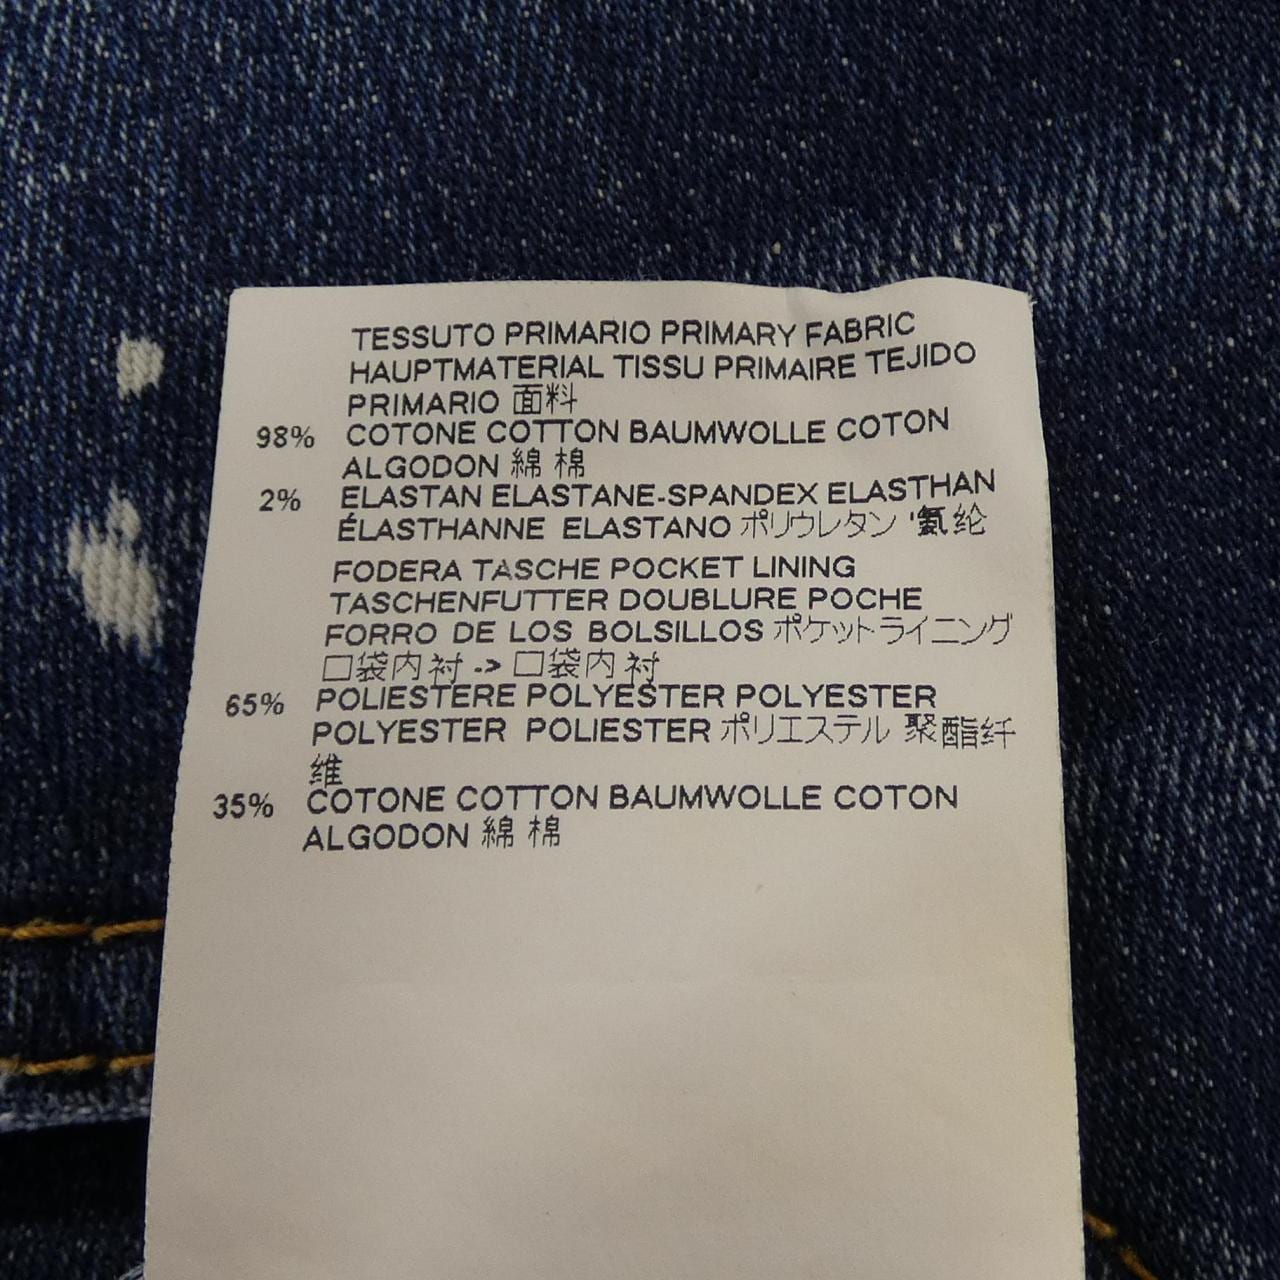 TESSUTO PRIMARIO PRIMARY FABRIC
HAUPTMATERIAL TISSU PRIMAIRE TEJIDO
PRIMARIO 面料
98% COTONE COTTON BAUMWOLLE COTON
ALGODON 綿 棉
2% ELASTAN ELASTANE-SPANDEX ELASTHAN
ÉLASTHANNE ELASTANO ポリウレタン '氨纶
FODERA TASCHE POCKET LINING
TASCHENFUTTER DOUBLURE POCHE
FORRO DE LOS BOLSILLOS ポケットライニング
口袋内衬 -> 口袋内衬
65% POLIESTERE POLYESTER POLYESTER
POLYESTER POLIESTER ポリエステル 聚酯纤
维
35% COTONE COTTON BAUMWOLLE COTON
ALGODON 綿 棉